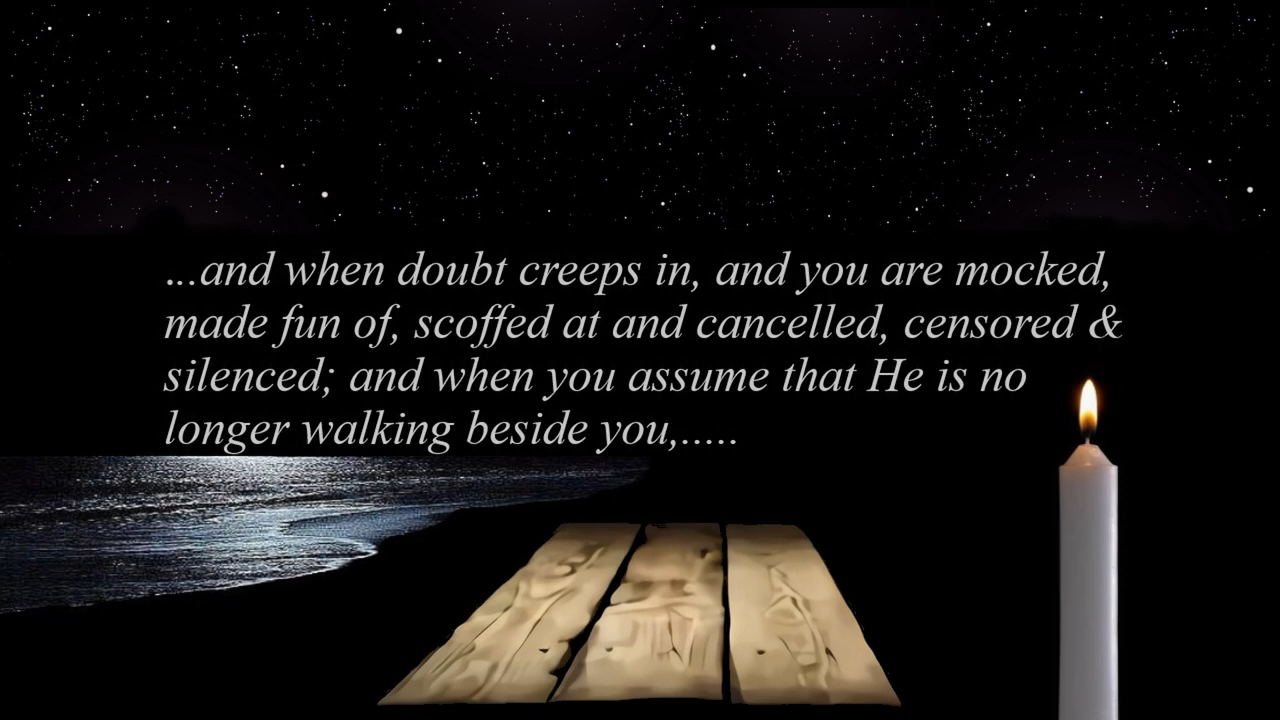 ...and when doubt creeps in, and you are mocked,
made fun of, scoffed at and cancelled, censored &
silenced; and when you assume that He is no
longer walking beside you,.....